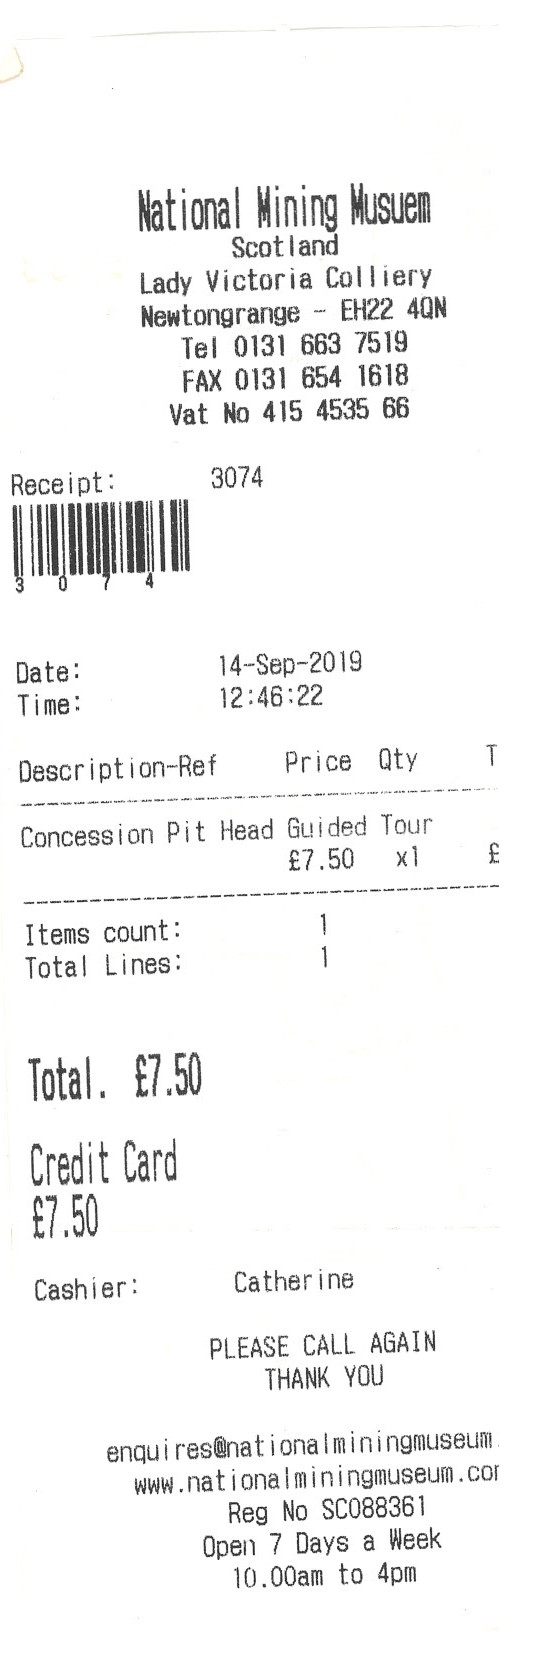 National Mining Musuem
Scotland
Lady Victoria Colliery
Newtongrange - EH22 4QN
Tel 0131 663 7519
FAX 0131 654 1618
Vat No 415 4535 66
Receipt: 3074
3 0 7 4
Date: 14-Sep-2019
Time: 12:46:22
Description-Ref Price Qty T
Concession Pit Head Guided Tour
£7.50 x1 £
Items count: 1
Total Lines: 1
Total. £7.50
Credit Card
£7.50
Cashier: Catherine
PLEASE CALL AGAIN
THANK YOU
enquires@nationalminingmuseum.
www.nationalminingmuseum.com
Reg No SC088361
Open 7 Days a Week
10.00am to 4pm